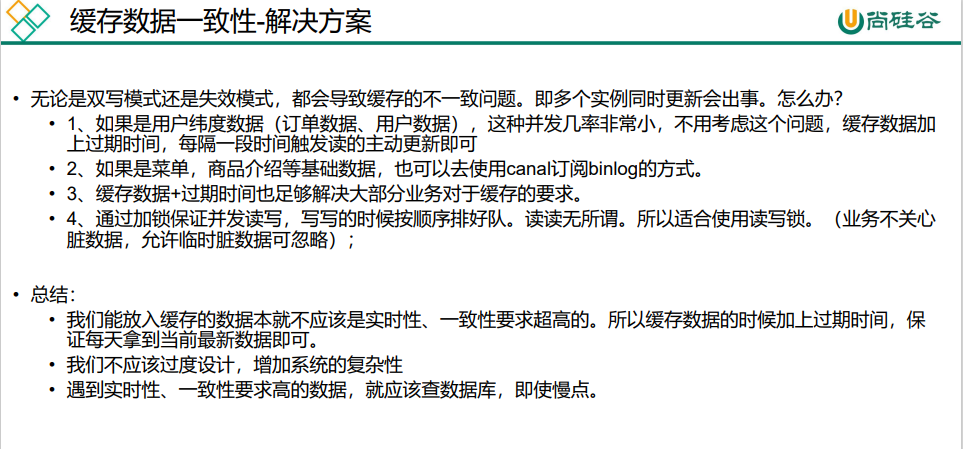 缓存数据一致性-解决方案
尚硅谷
• 无论是双写模式还是失效模式，都会导致缓存的不一致问题。即多个实例同时更新会出事。怎么办？
• 1、如果是用户纬度数据（订单数据、用户数据），这种并发几率非常小，不用考虑这个问题，缓存数据加
上过期时间，每隔一段时间触发读的主动更新即可
• 2、如果是菜单，商品介绍等基础数据，也可以去使用canal订阅binlog的方式。
• 3、缓存数据+过期时间也足够解决大部分业务对于缓存的要求。
• 4、通过加锁保证并发读写，写写的时候按顺序排好队。读读无所谓。所以适合使用读写锁。（业务不关心
脏数据，允许临时脏数据可忽略）；
• 总结：
• 我们能放入缓存的数据本就不应该是实时性、一致性要求超高的。所以缓存数据的时候加上过期时间，保
证每天拿到当前最新数据即可。
• 我们不应该过度设计，增加系统的复杂性
• 遇到实时性、一致性要求高的数据，就应该查数据库，即使慢点。